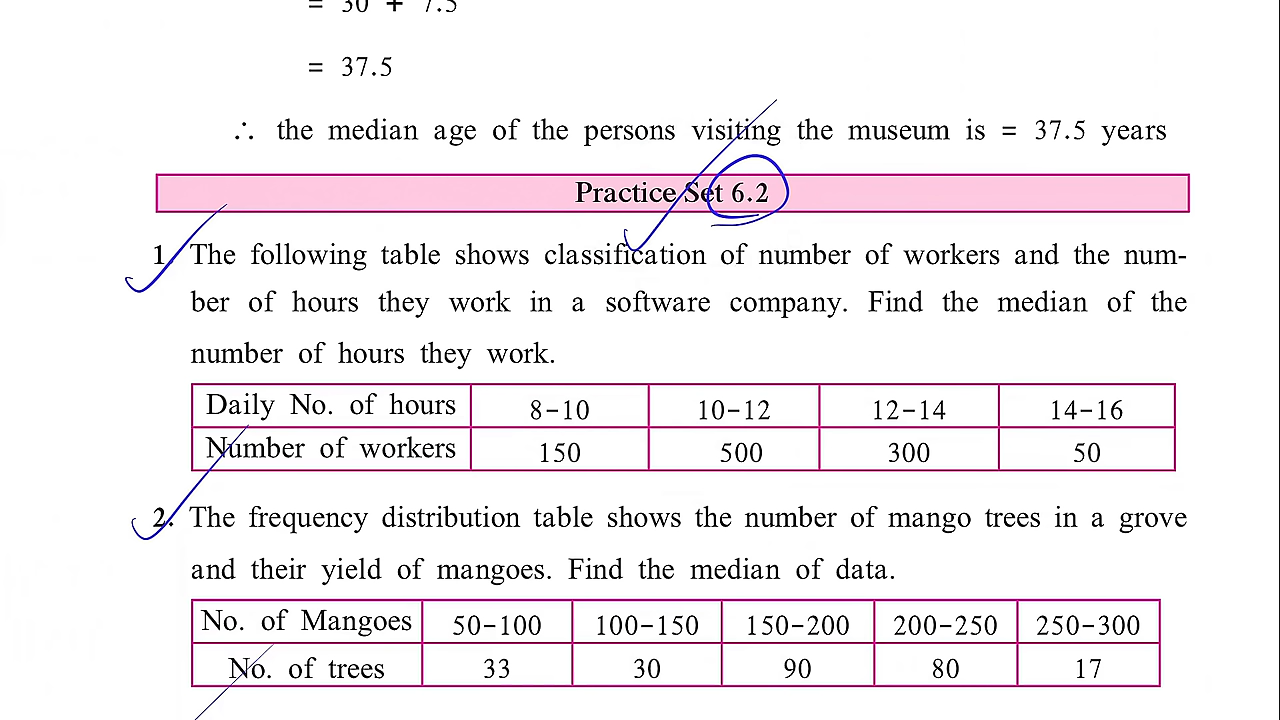 = 30 + 7.5
= 37.5
∴ the median age of the persons visiting the museum is = 37.5 years
Practice Set 6.2
1. The following table shows classification of number of workers and the num-
ber of hours they work in a software company. Find the median of the
number of hours they work.
Daily No. of hours 8-10 10-12 12-14 14-16
Number of workers 150 500 300 50
2. The frequency distribution table shows the number of mango trees in a grove
and their yield of mangoes. Find the median of data.
No. of Mangoes 50-100 100-150 150-200 200-250 250-300
No. of trees 33 30 90 80 17